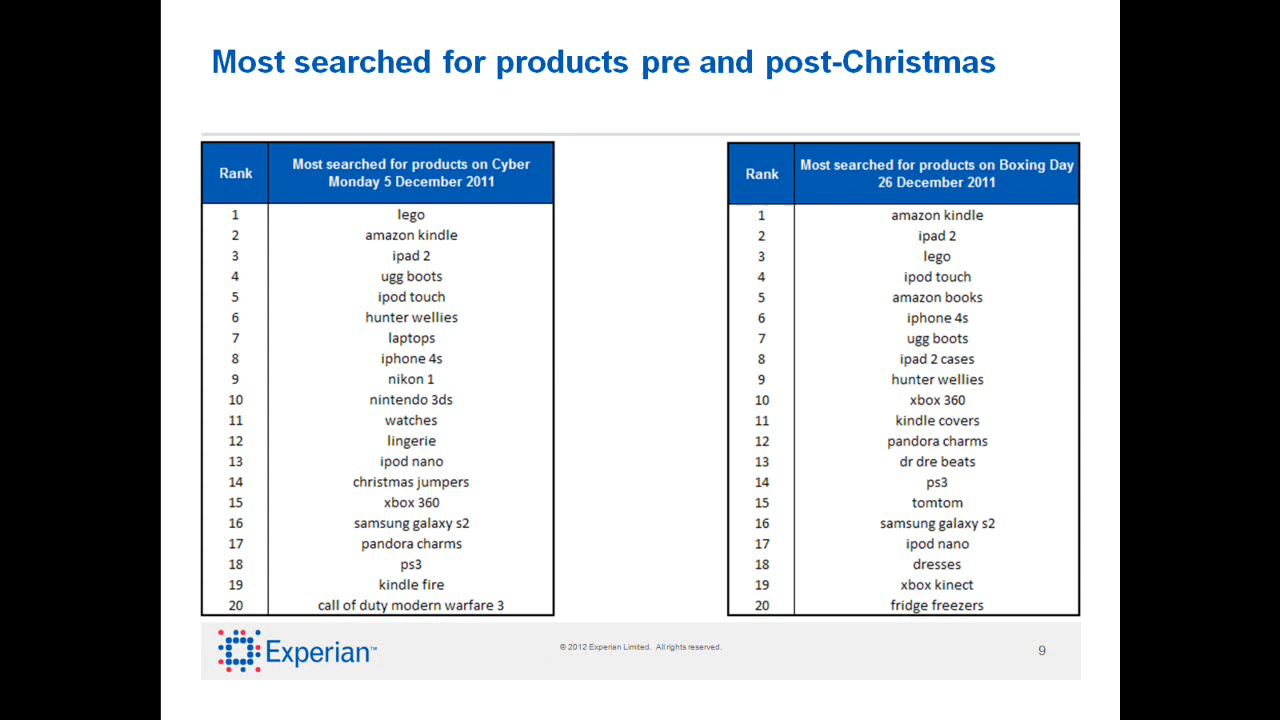 Most searched for products pre and post-Christmas
Rank Most searched for products on Cyber
Monday 5 December 2011
1 lego
2 amazon kindle
3 ipad 2
4 ugg boots
5 ipod touch
6 hunter wellies
7 laptops
8 iphone 4s
9 nikon 1
10 nintendo 3ds
11 watches
12 lingerie
13 ipod nano
14 christmas jumpers
15 xbox 360
16 samsung galaxy s2
17 pandora charms
18 ps3
19 kindle fire
20 call of duty modern warfare 3
Rank Most searched for products on Boxing Day
26 December 2011
1 amazon kindle
2 ipad 2
3 lego
4 ipod touch
5 amazon books
6 iphone 4s
7 ugg boots
8 ipad 2 cases
9 hunter wellies
10 xbox 360
11 kindle covers
12 pandora charms
13 dr dre beats
14 ps3
15 tomtom
16 samsung galaxy s2
17 ipod nano
18 dresses
19 xbox kinect
20 fridge freezers
Experian™
© 2012 Experian Limited. All rights reserved.
9